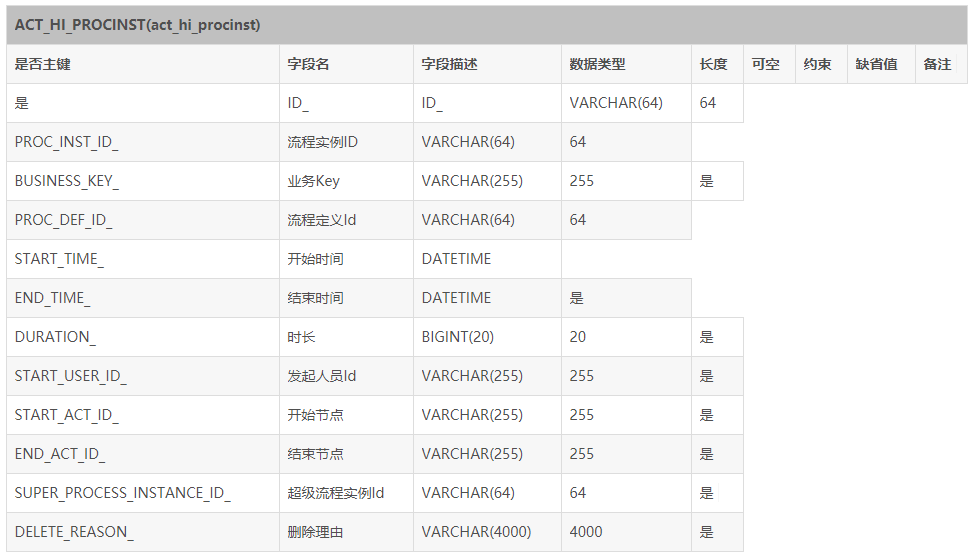 ACT_HI_PROCINST(act_hi_procinst)
是否主键 字段名 字段描述 数据类型 长度 可空 约束 缺省值 备注
是 ID_ ID_ VARCHAR(64) 64
PROC_INST_ID_ 流程实例ID VARCHAR(64) 64
BUSINESS_KEY_ 业务Key VARCHAR(255) 255 是
PROC_DEF_ID_ 流程定义Id VARCHAR(64) 64
START_TIME_ 开始时间 DATETIME
END_TIME_ 结束时间 DATETIME 是
DURATION_ 时长 BIGINT(20) 20 是
START_USER_ID_ 发起人员Id VARCHAR(255) 255 是
START_ACT_ID_ 开始节点 VARCHAR(255) 255 是
END_ACT_ID_ 结束节点 VARCHAR(255) 255 是
SUPER_PROCESS_INSTANCE_ID_ 超级流程实例Id VARCHAR(64) 64 是
DELETE_REASON_ 删除理由 VARCHAR(4000) 4000 是